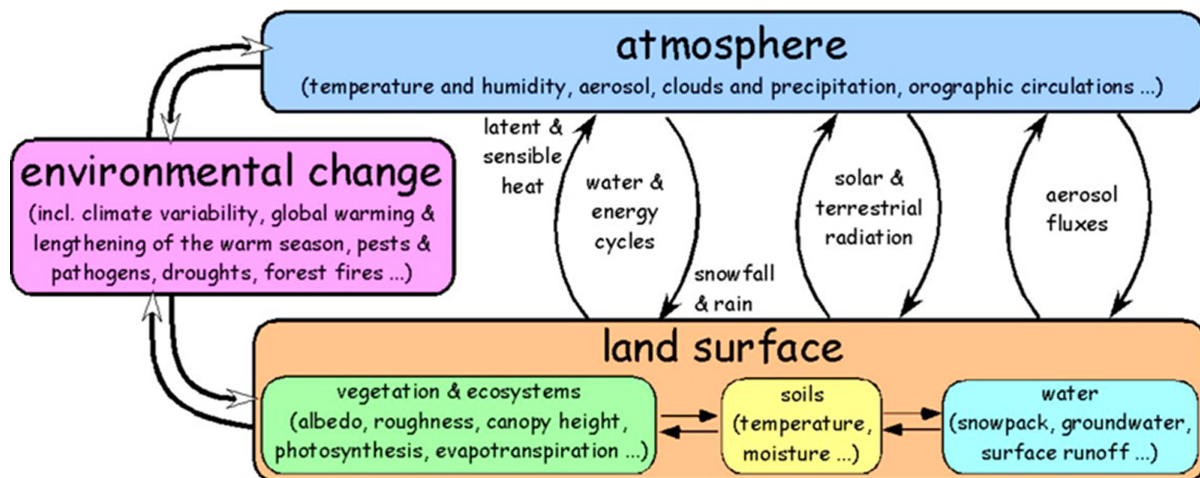 atmosphere
(temperature and humidity, aerosol, clouds and precipitation, orographic circulations ...)
environmental change
(incl. climate variability, global warming &
lengthening of the warm season, pests &
pathogens, droughts, forest fires ...)
latent &
sensible
heat
water &
energy
cycles
snowfall
& rain
solar &
terrestrial
radiation
aerosol
fluxes
land surface
vegetation & ecosystems
(albedo, roughness, canopy height,
photosynthesis, evapotranspiration ...)
soils
(temperature,
moisture ...)
water
(snowpack, groundwater,
surface runoff ...)